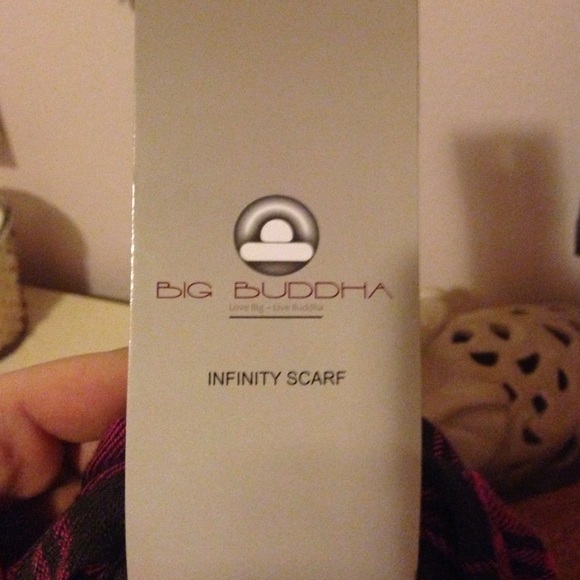 BIG BUDDHA
Love Big ~ Live Buddha
INFINITY SCARF